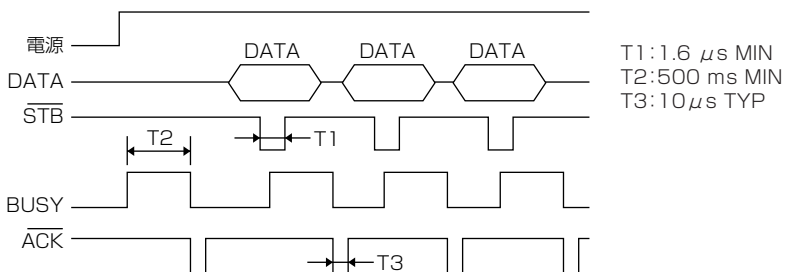 電源
DATA DATA DATA
DATA
STB
T2
T1
BUSY
ACK
T3
T1:1.6 μs MIN
T2:500 ms MIN
T3:10μs TYP